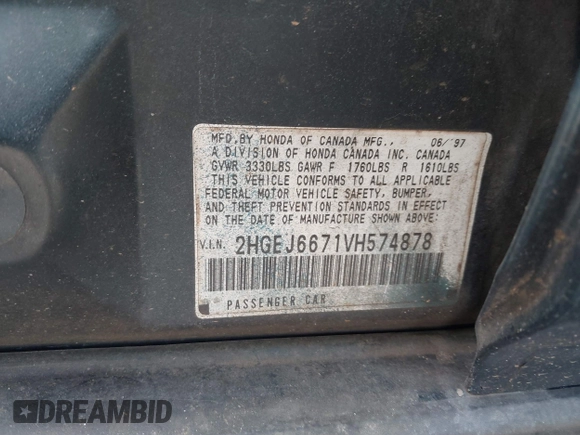 MFD. BY HONDA OF CANADA MFG., 06/'97
A DIVISION OF HONDA CANADA INC. CANADA
GVWR 3330LBS GAWR F 1760LBS R 1610LBS
THIS VEHICLE CONFORMS TO ALL APPLICABLE
FEDERAL MOTOR VEHICLE SAFETY, BUMPER,
AND THEFT PREVENTION STANDARDS IN EFFECT
ON THE DATE OF MANUFACTURE SHOWN ABOVE:
V.I.N. 2HGEJ6671VH574878
PASSENGER CAR
DREAMBID